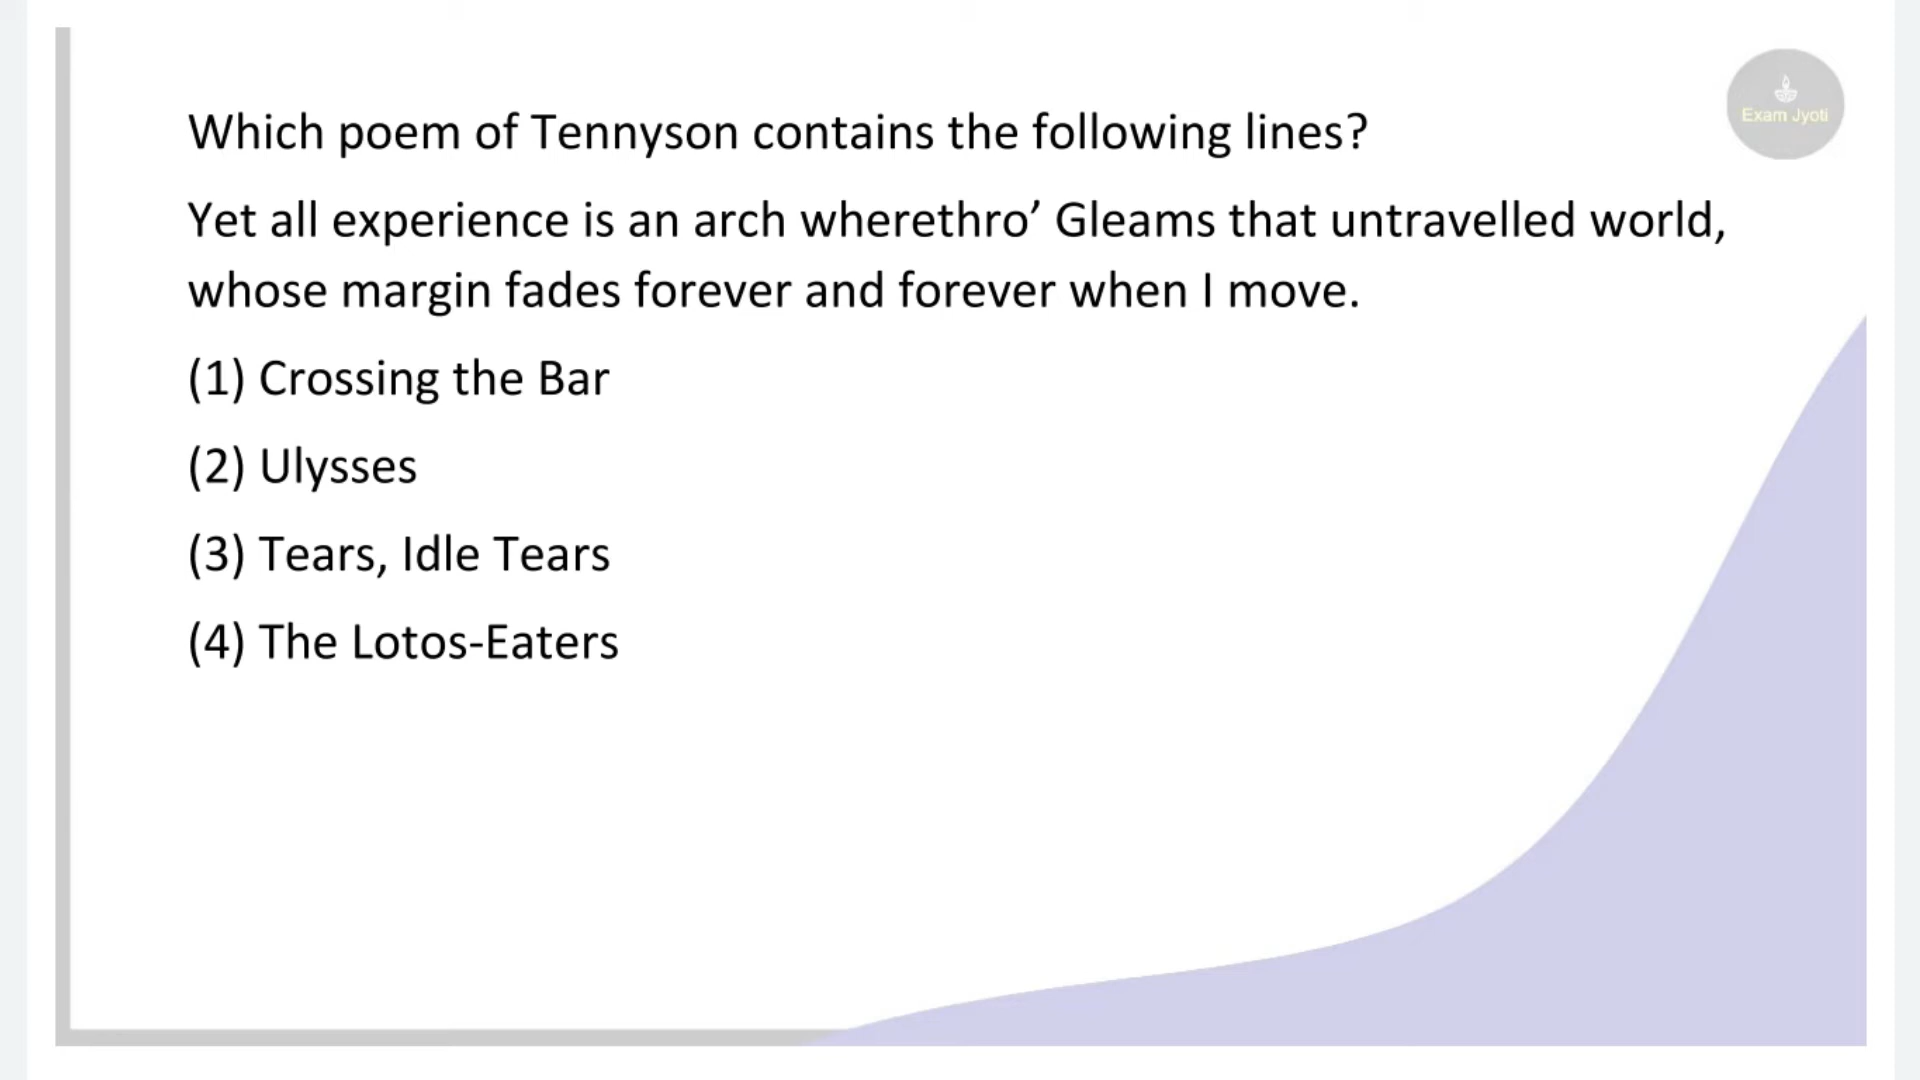 Exam Jyoti
Which poem of Tennyson contains the following lines?
Yet all experience is an arch wherethro’ Gleams that untravelled world,
whose margin fades forever and forever when I move.
(1) Crossing the Bar
(2) Ulysses
(3) Tears, Idle Tears
(4) The Lotos-Eaters